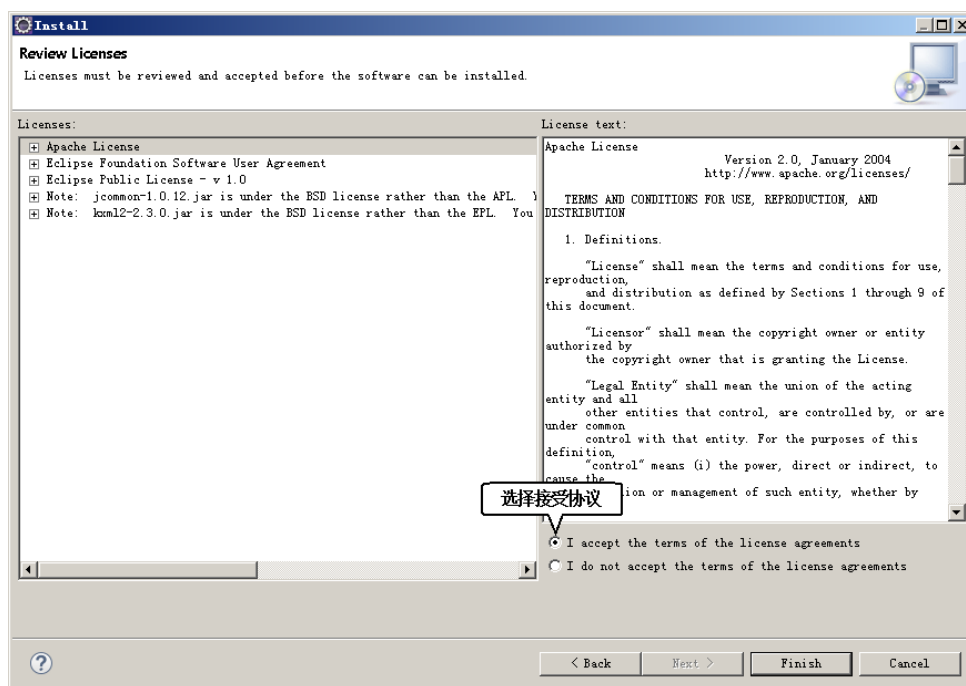 Install
Review Licenses
Licenses must be reviewed and accepted before the software can be installed.
Licenses:
Apache License
Eclipse Foundation Software User Agreement
Eclipse Public License - v 1.0
Note: jcommon-1.0.12.jar is under the BSD license rather than the APL.
Note: kxml2-2.3.0.jar is under the BSD license rather than the EPL. You
License text:
Apache License
Version 2.0, January 2004
http://www.apache.org/licenses/
TERMS AND CONDITIONS FOR USE, REPRODUCTION, AND
DISTRIBUTION
1. Definitions.
"License" shall mean the terms and conditions for use,
reproduction,
and distribution as defined by Sections 1 through 9 of
this document.
"Licensor" shall mean the copyright owner or entity
authorized by
the copyright owner that is granting the License.
"Legal Entity" shall mean the union of the acting
entity and all
other entities that control, are controlled by, or are
under common
control with that entity. For the purposes of this
definition,
"control" means (i) the power, direct or indirect, to
cause the
or management of such entity, whether by
选择接受协议
I accept the terms of the license agreements
I do not accept the terms of the license agreements
?
< Back
Next >
Finish
Cancel